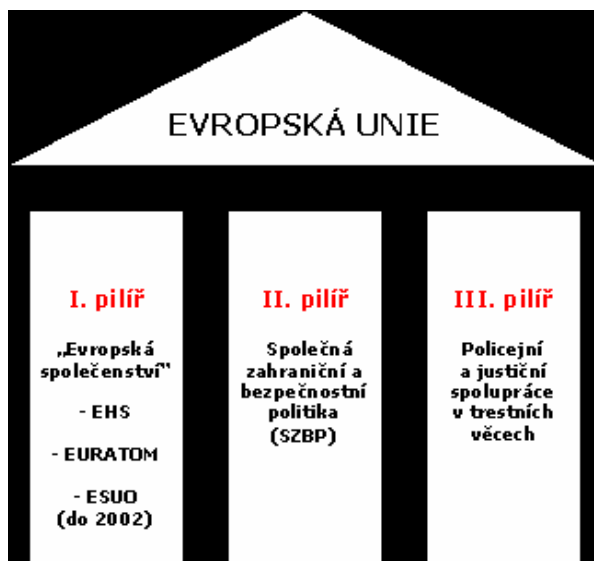 EVROPSKÁ UNIE
I. pilíř
„Evropská
společenství"
- EHS
- EURATOM
- ESUO
(do 2002)
II. pilíř
Společná
zahraniční a
bezpečnostní
politika
(SZBP)
III. pilíř
Policejní
a justiční
spolupráce
v trestních
věcech